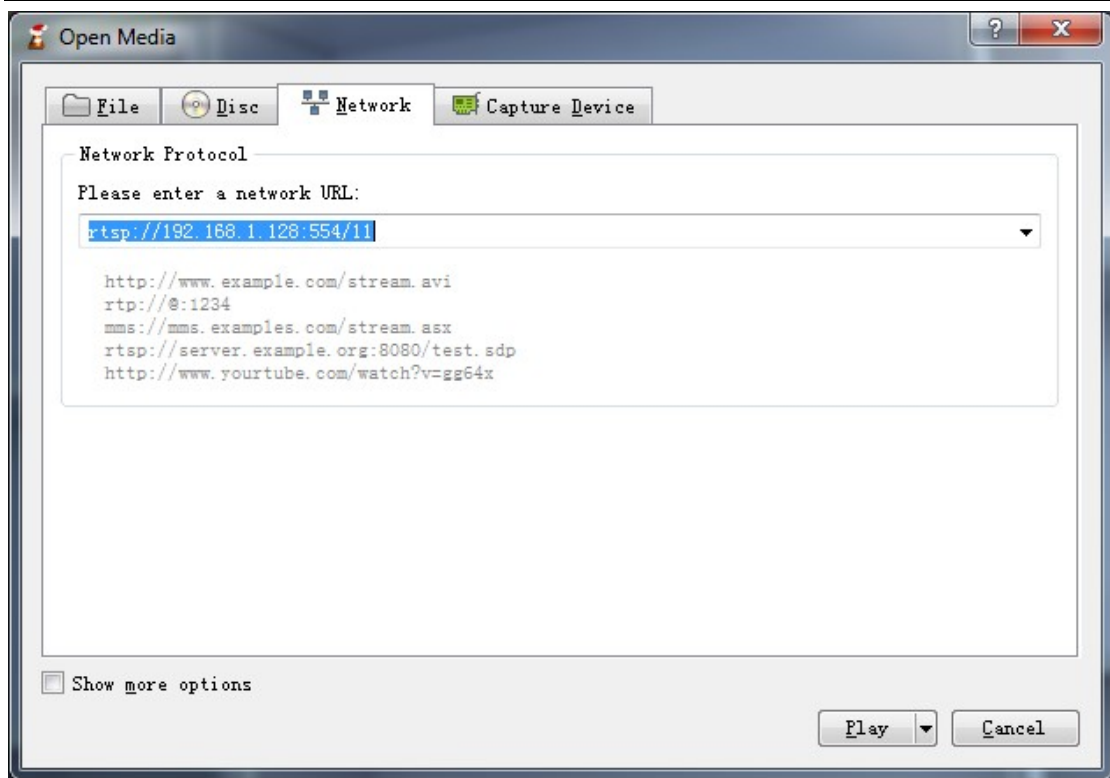 Open Media
?
File Disc Network Capture Device
Network Protocol
Please enter a network URL:
rtsp://192.168.1.128:554/11
http://www.example.com/stream.avi
rtp://@:1234
mms://mms.examples.com/stream.asx
rtsp://server.example.org:8080/test.sdp
http://www.yourtube.com/watch?v=gg64x
Show more options
Play Cancel